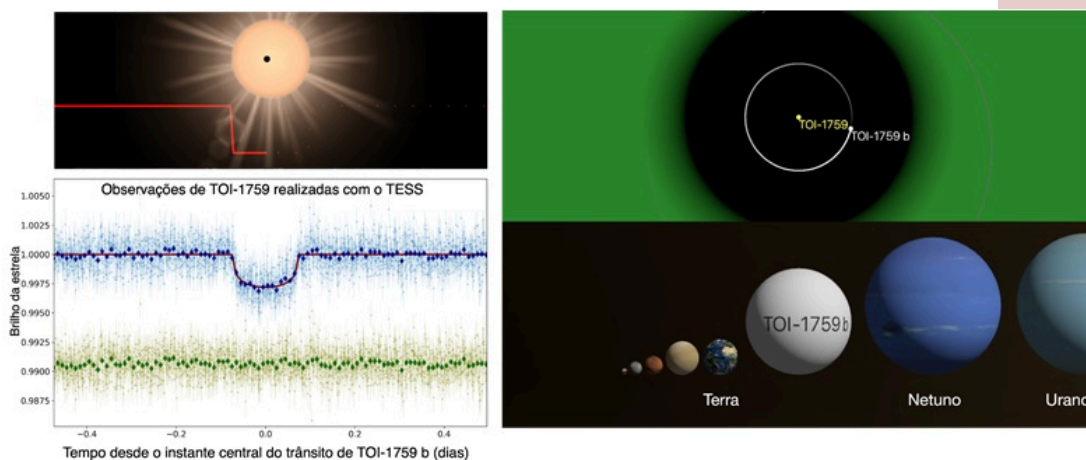 Observações de TOI-1759 realizadas com o TESS
Brilho da estrela
1.0050
1.0025
1.0000
0.9975
0.9950
0.9925
0.9900
0.9875
−0.4 −0.2 0.0 0.2 0.4
Tempo desde o instante central do trânsito de TOI-1759 b (dias)
TOI-1759
TOI-1759 b
TOI-1759 b
Terra Netuno